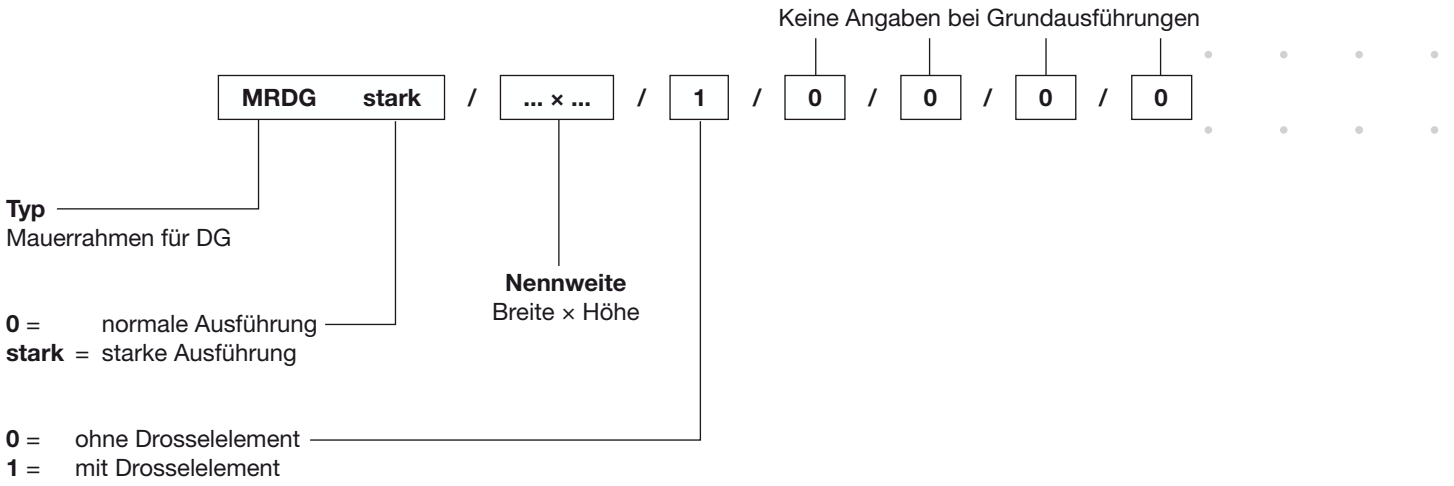 Keine Angaben bei Grundausführungen
MRDG stark / ... × ... / 1 / 0 / 0 / 0 / 0
Typ
Mauerrahmen für DG
Nennweite
Breite × Höhe
0 = normale Ausführung
stark = starke Ausführung
0 = ohne Drosselelement
1 = mit Drosselelement